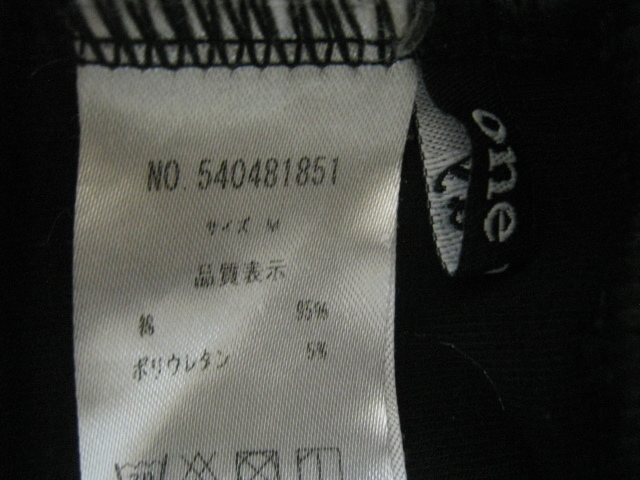 NO. 540481851
サイズ M
品質表示
綿 95%
ポリウレタン 5%
one